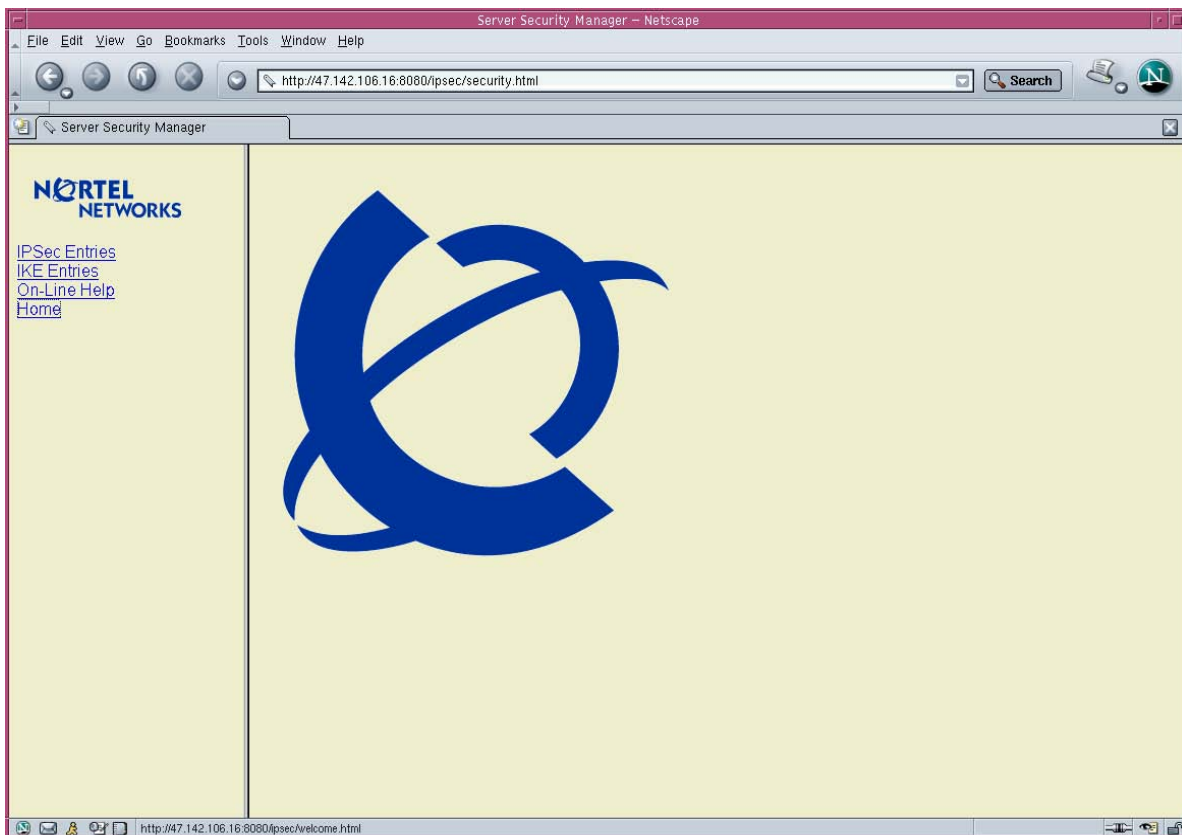 Server Security Manager – Netscape
File Edit View Go Bookmarks Tools Window Help
http://47.142.106.16:8080/ipsec/security.html
Search
N
Server Security Manager
NORTEL
NETWORKS
IPSec Entries
IKE Entries
On-Line Help
Home
http://47.142.106.16:8080/ipsec/welcome.html